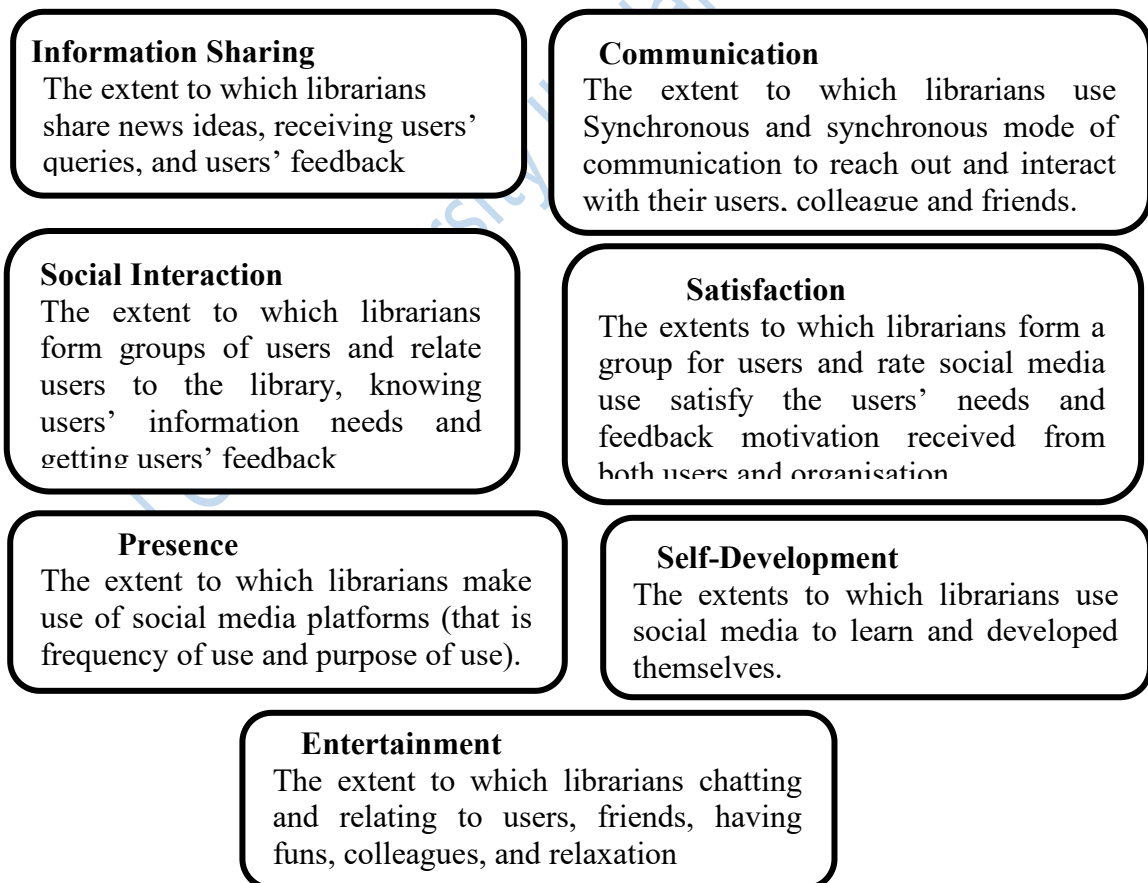 Information Sharing
The extent to which librarians
share news ideas, receiving users'
queries, and users' feedback
Communication
The extent to which librarians use
Synchronous and synchronous mode of
communication to reach out and interact
with their users, colleague and friends.
Social Interaction
The extent to which librarians
form groups of users and relate
users to the library, knowing
users' information needs and
getting users' feedback
Satisfaction
The extents to which librarians form a
group for users and rate social media
use satisfy the users' needs and
feedback motivation received from
both users and organisation
Presence
The extent to which librarians make
use of social media platforms (that is
frequency of use and purpose of use).
Self-Development
The extents to which librarians use
social media to learn and developed
themselves.
Entertainment
The extent to which librarians chatting
and relating to users, friends, having
funs, colleagues, and relaxation